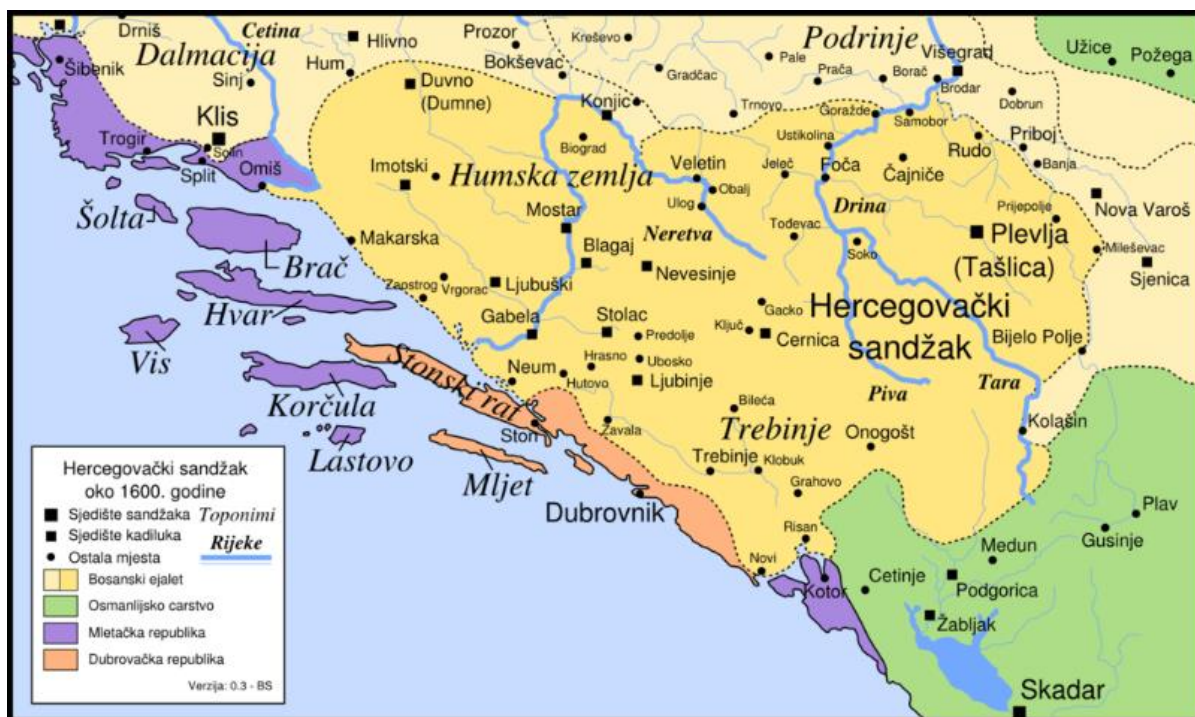 Drniš
Cetina
Hlivno
Prozor
Kreševo
Podrinje
Višegrad
Užice
Požega
Dalmacija
Šibenik
Sinj
Hum
Bokševac
Gradčac
Pale
Prača
Borač
Brodar
Duvno
(Dumne)
Konjic
Trnovo
Goražde
Samobor
Dobrun
Priboj
Klis
Solin
Trogir
Split
Omiš
Imotski
Biograd
Humska zemlja
Veletin
Obalj
Ulog
Jeleč
Ustikolina
Foča
Čajniče
Rudo
Banja
Nova Varoš
Šolta
Brač
Makarska
Mostar
Blagaj
Neretva
Todevac
Drina
Soko
Prijepolje
Plevlja
(Tašlica)
Mileševac
Sjenica
Zapstrog
Vrgorac
Ljubuški
Nevesinje
Gacko
Hercegovački
sandžak
Hvar
Vis
Gabela
Stolac
Predolje
Ključ
Cernica
Bijelo Polje
Neum
Hrasno
Hutovo
Ubosko
Ljubinje
Piva
Tara
Korčula
Stonski rat
Ston
Zavala
Bileća
Trebinje
Onogošt
Kolašin
Lastovo
Mljet
Trebinje
Klobuk
Grahovo
Dubrovnik
Risan
Novi
Kotor
Cetinje
Medun
Podgorica
Žabljak
Plav
Gusinje
Skadar
Hercegovački sandžak
oko 1600. godine
Sjedište sandžaka
Toponimi
Sjedište kadiluka
Rijeke
Ostala mjesta
Bosanski ejalet
Osmanlijsko carstvo
Mletačka republika
Dubrovačka republika
Verzija: 0.3 - BS